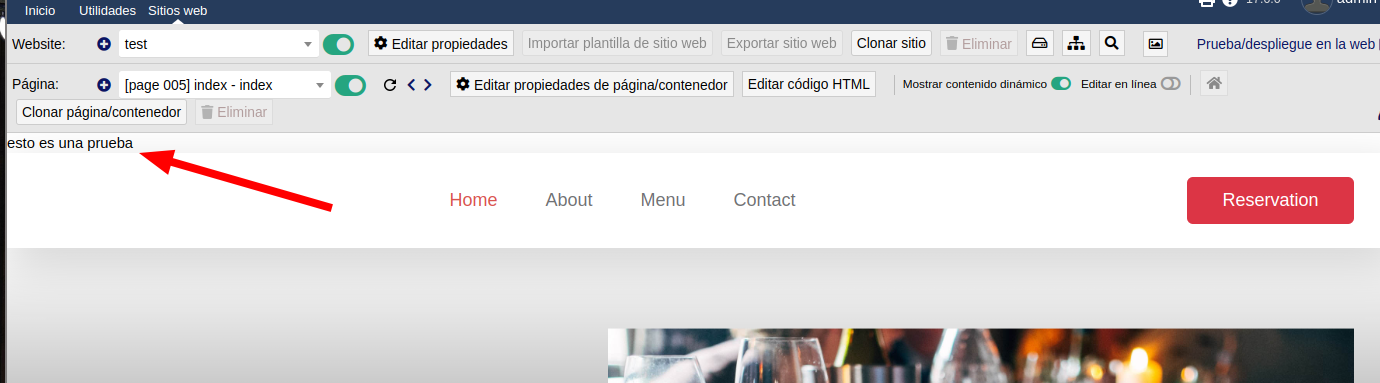 Inicio Utilidades Sitios web 17.0.0 admin
Website: test Editar propiedades Importar plantilla de sitio web Exportar sitio web Clonar sitio Eliminar Prueba/despliegue en la web
Página: [page 005] index - index Editar propiedades de página/contenedor Editar código HTML Mostrar contenido dinámico Editar en línea
Clonar página/contenedor Eliminar
esto es una prueba
Home About Menu Contact Reservation